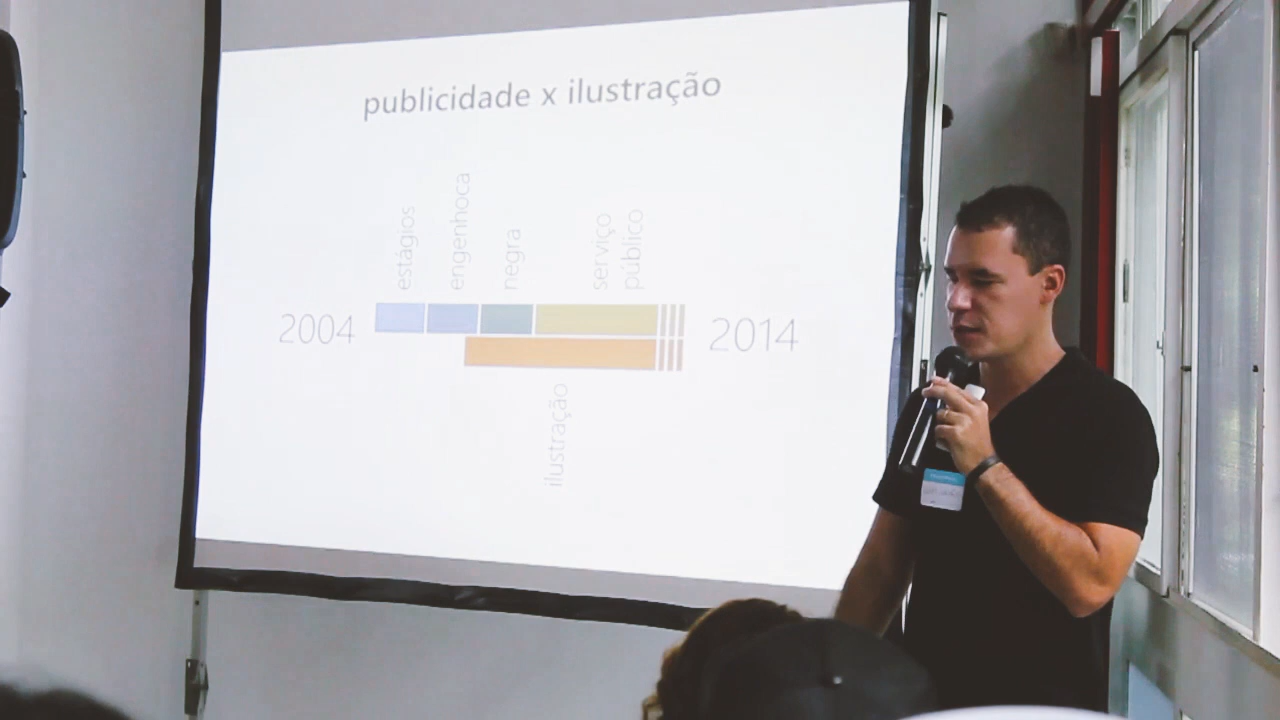 publicidade x ilustração
estágios
engenhoca
negra
serviço
público
2004
2014
ilustração